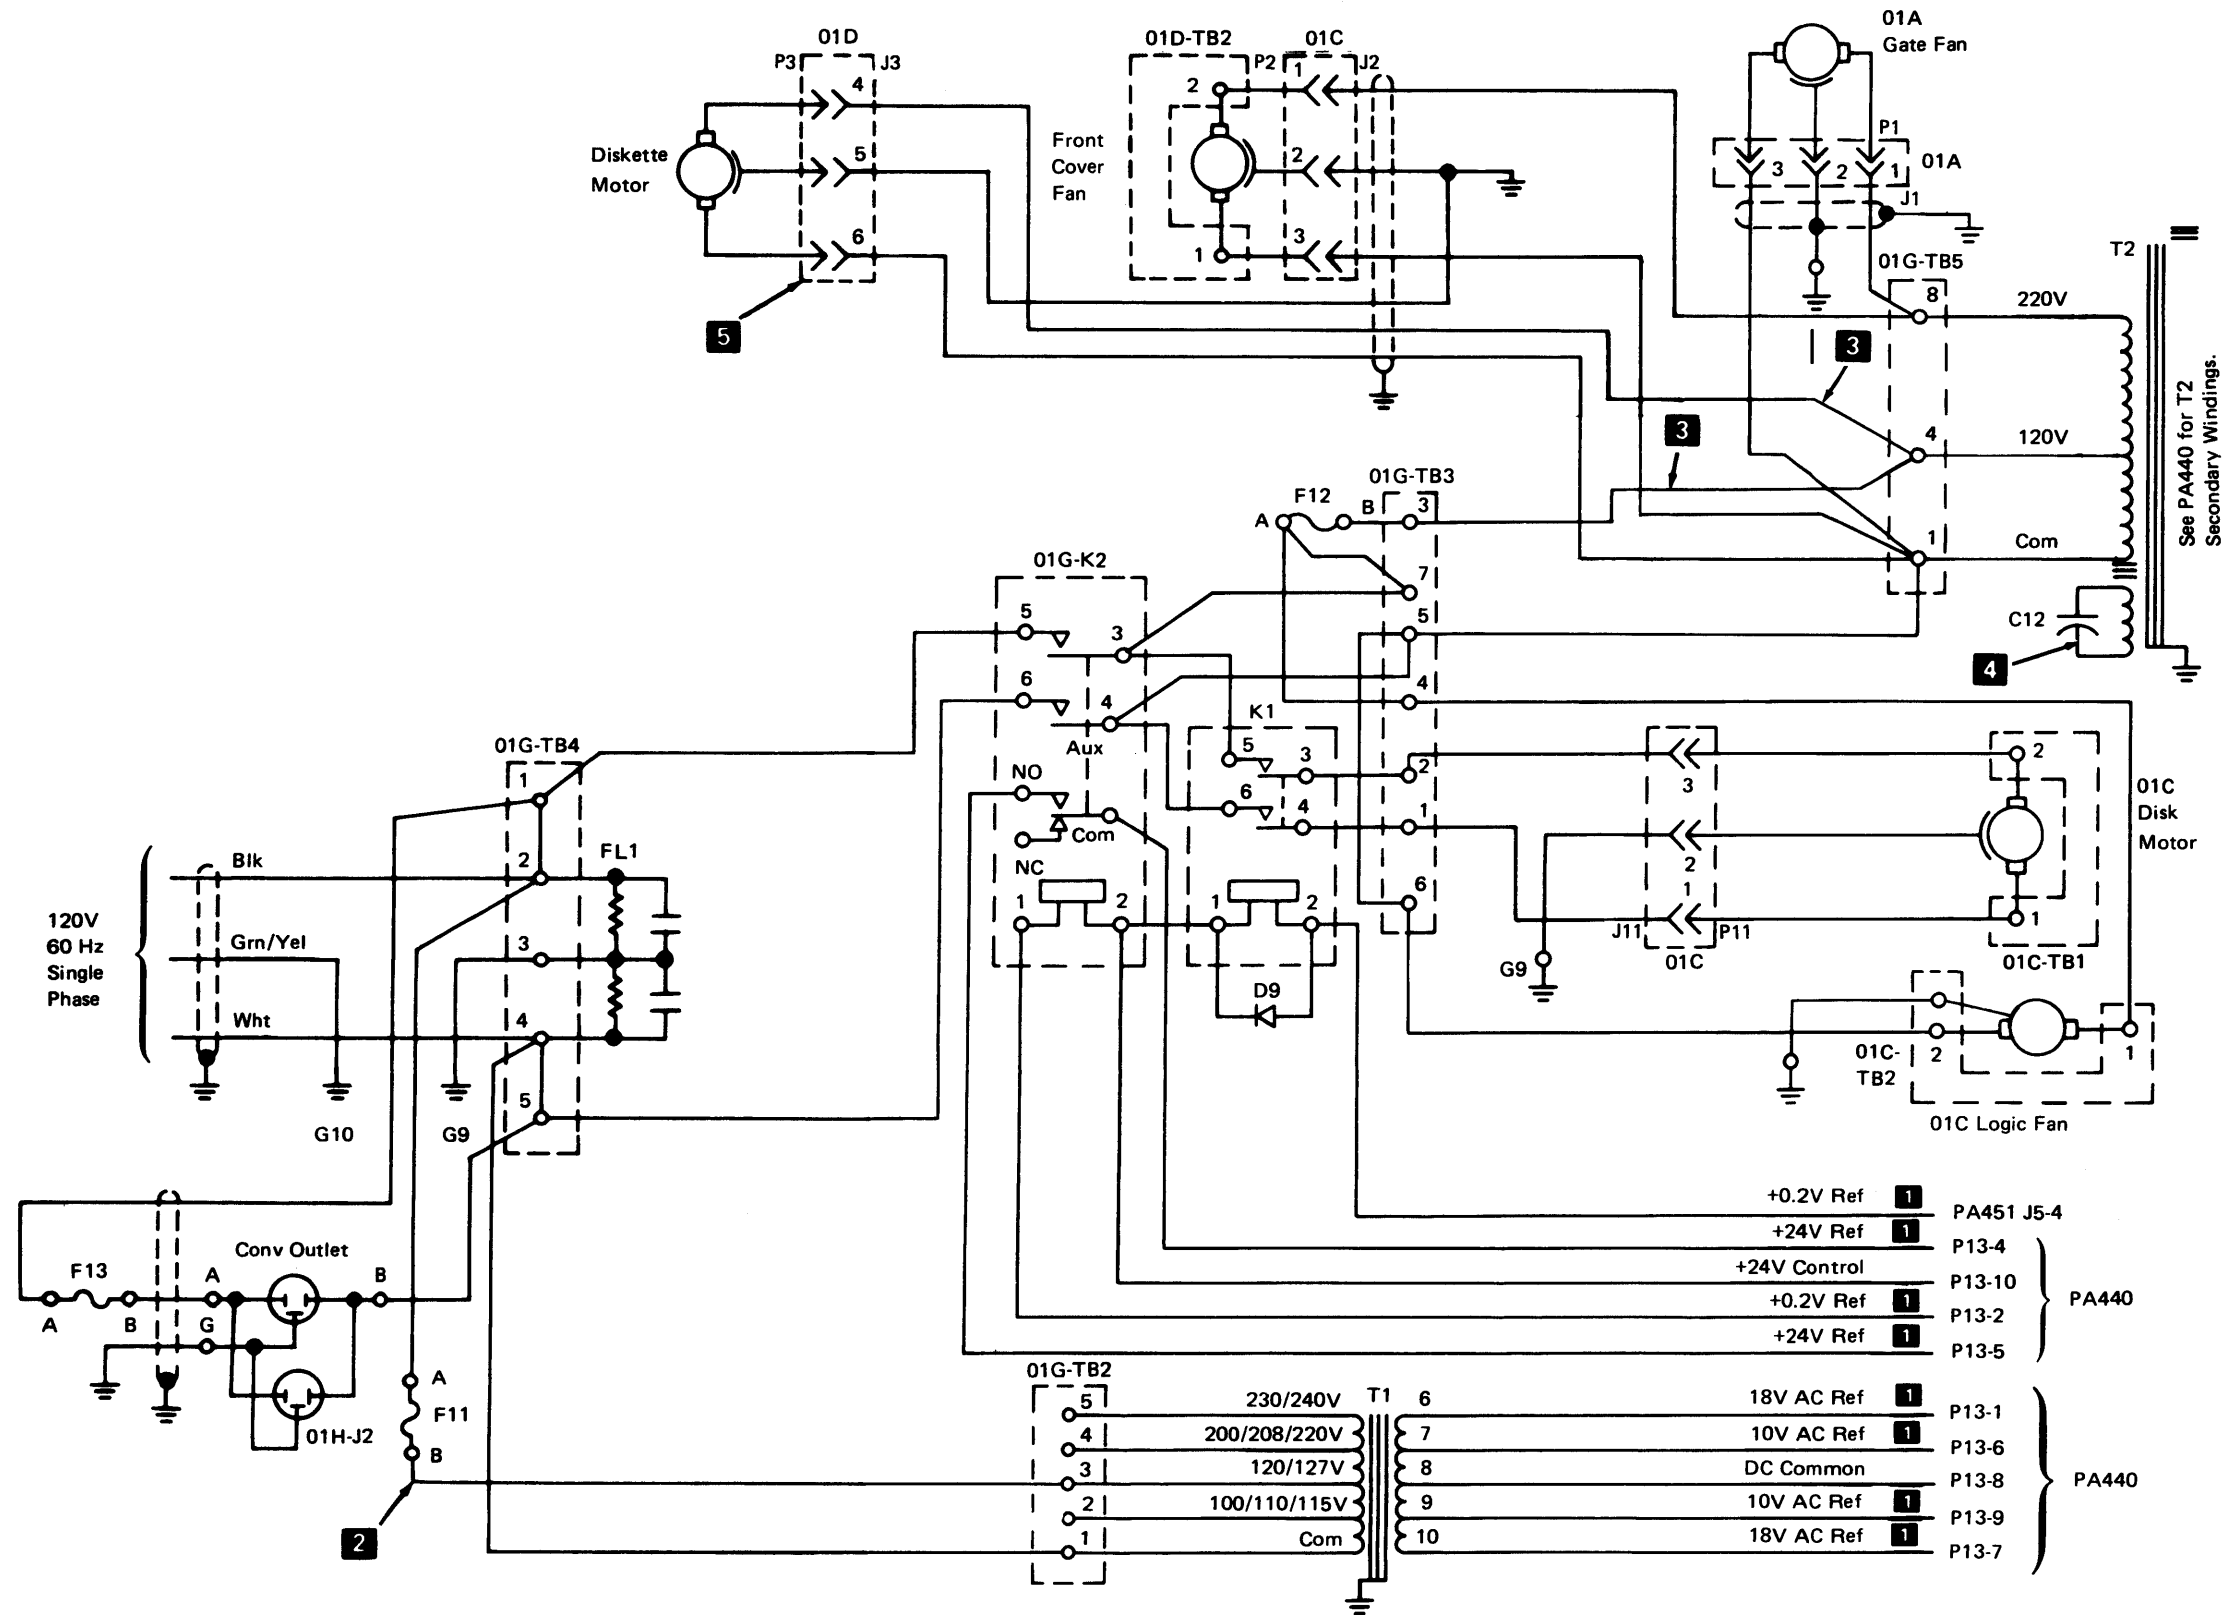 01D
P3
J3
4
5
6
Diskette
Motor
5
01D-TB2
01C
P2
J2
2
1
1
2
3
Front
Cover
Fan
01A
Gate Fan
P1
01A
3
2
1
J1
01G-TB5
8
4
1
T2
220V
120V
Com
3
3
See PA440 for T2
Secondary Windings.
C12
4
01G-TB3
F12
A
B
3
7
5
4
2
1
6
01G-K2
5
3
6
4
Aux
NO
Com
NC
1
2
K1
5
3
6
4
1
2
D9
01G-TB4
1
2
3
4
5
FL1
120V
60 Hz
Single
Phase
Blk
Grn/Yel
Wht
G10
G9
3
2
1
J11
P11
01C
G9
2
1
01C
Disk
Motor
01C-TB1
01C-
TB2
2
1
01C Logic Fan
Conv Outlet
F13
A
B
A
G
B
01H-J2
A
F11
B
2
+0.2V Ref 1 PA451 J5-4
+24V Ref 1 P13-4
+24V Control P13-10
+0.2V Ref 1 P13-2
+24V Ref 1 P13-5
PA440
01G-TB2
T1
5 230/240V
4 200/208/220V
3 120/127V
2 100/110/115V
1 Com
6 18V AC Ref 1 P13-1
7 10V AC Ref 1 P13-6
8 DC Common P13-8
9 10V AC Ref 1 P13-9
10 18V AC Ref 1 P13-7
PA440